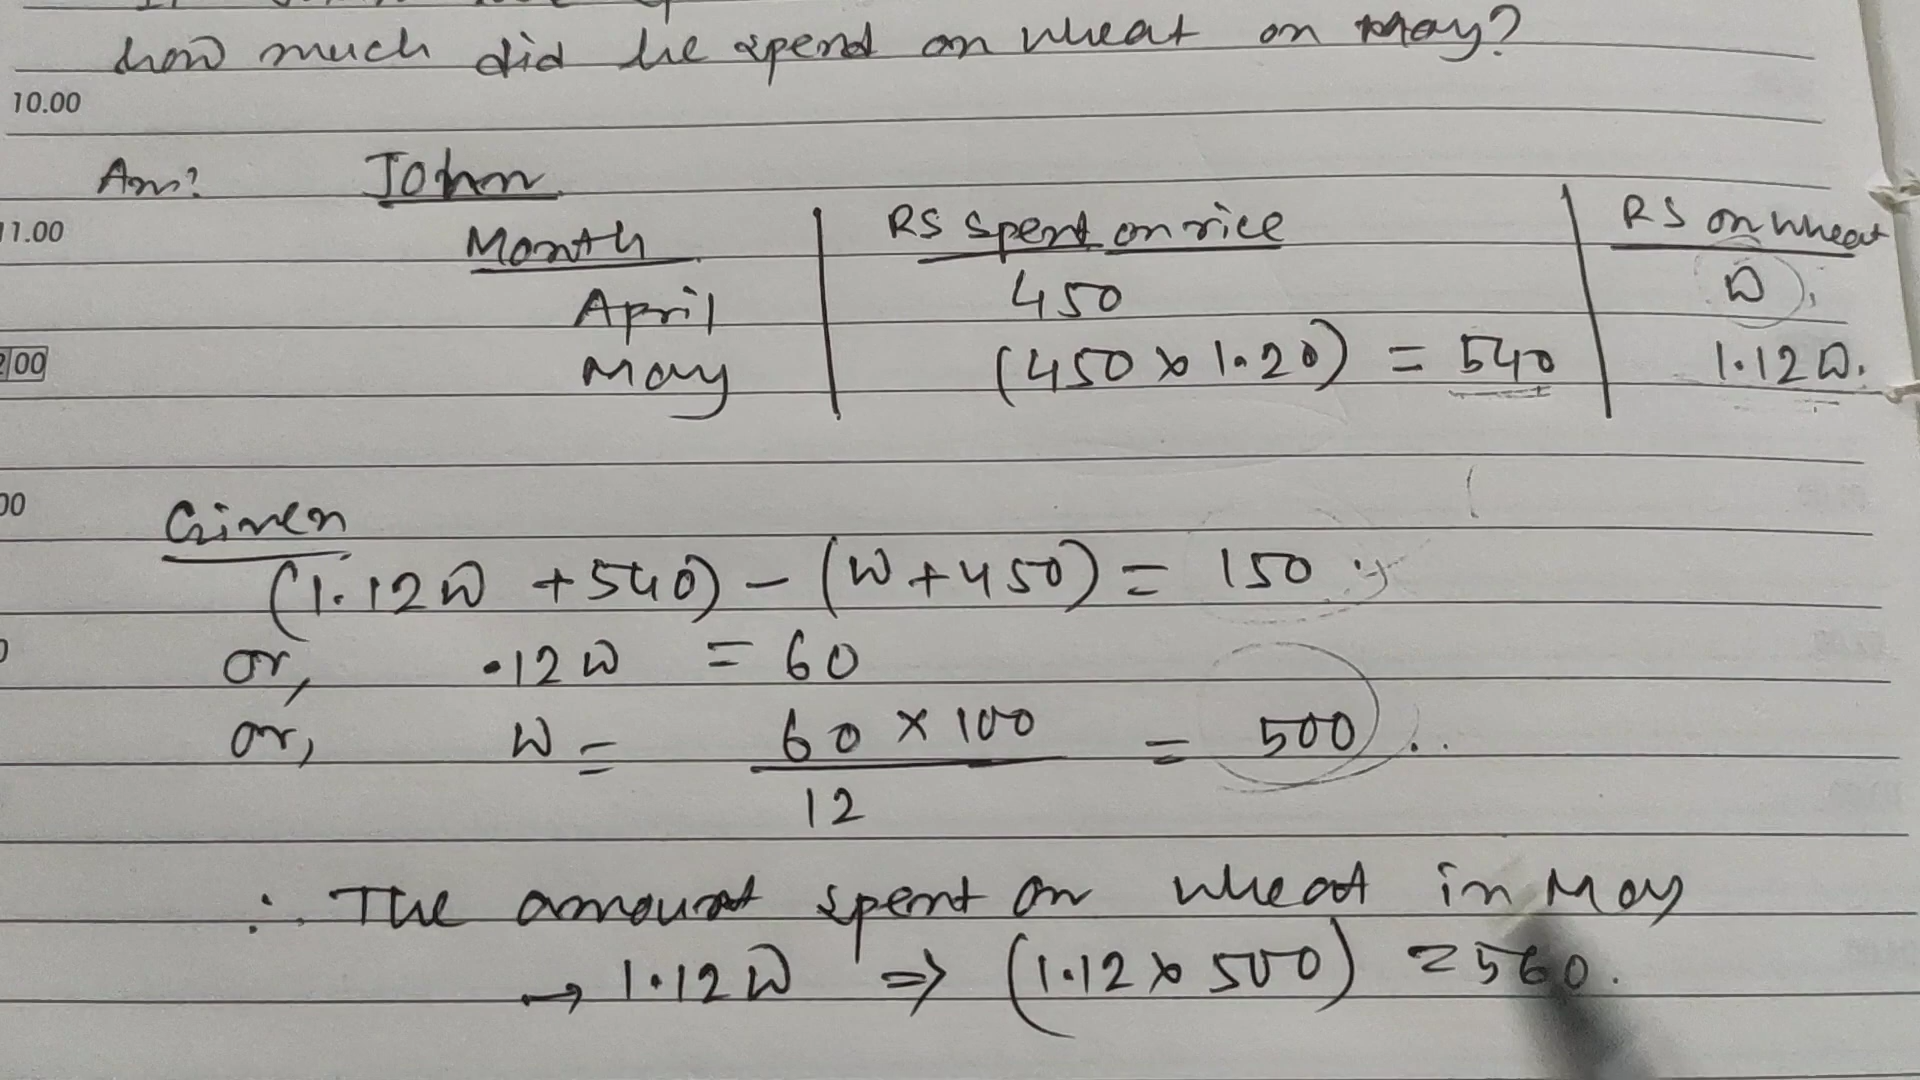 how much did he spend on wheat on May?
10.00
Ans? John
11.00
Month RS spent on rice RS on wheat
April 450 W.
00 May (450 x 1.20) = 540 1.12W.
00
Given
(1.12W + 540) - (W + 450) = 150
or, .12W = 60
or, W = 60 x 100 / 12 = 500
∴ The amount spent on wheat in May
→ 1.12W ⇒ (1.12 x 500) = 560.